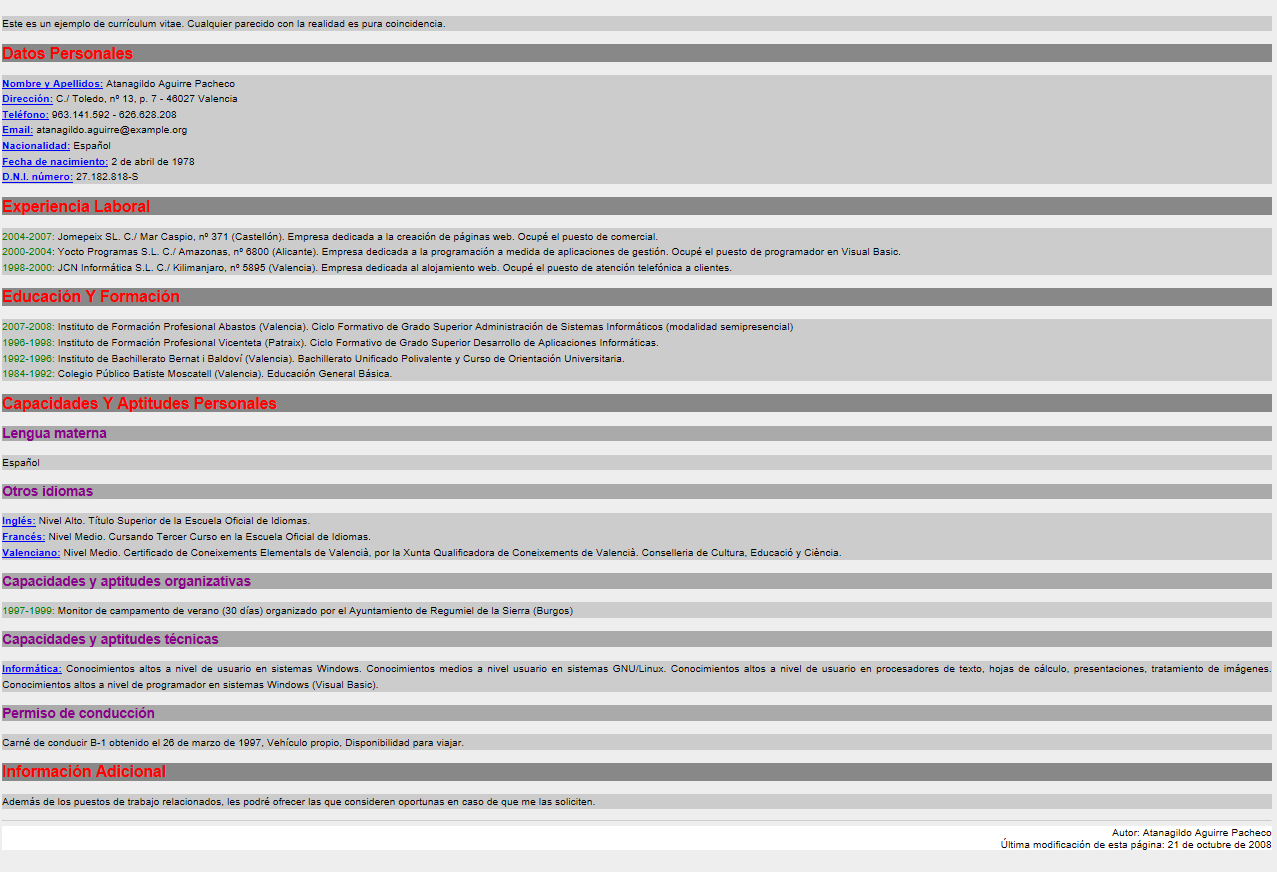 Este es un ejemplo de currículum vitae. Cualquier parecido con la realidad es pura coincidencia.
Datos Personales
Nombre y Apellidos: Atanagildo Aguirre Pacheco
Dirección: C./ Toledo, nº 13, p. 7 - 46027 Valencia
Teléfono: 963.141.592 - 626.628.208
Email: atanagildo.aguirre@example.org
Nacionalidad: Español
Fecha de nacimiento: 2 de abril de 1978
D.N.I. número: 27.182.818-S
Experiencia Laboral
2004-2007: Jomepeix SL. C./ Mar Caspio, nº 371 (Castellón). Empresa dedicada a la creación de páginas web. Ocupé el puesto de comercial.
2000-2004: Yocto Programas S.L. C./ Amazonas, nº 6800 (Alicante). Empresa dedicada a la programación a medida de aplicaciones de gestión. Ocupé el puesto de programador en Visual Basic.
1998-2000: JCN Informática S.L. C./ Kilimanjaro, nº 5895 (Valencia). Empresa dedicada al alojamiento web. Ocupé el puesto de atención telefónica a clientes.
Educación Y Formación
2007-2008: Instituto de Formación Profesional Abastos (Valencia). Ciclo Formativo de Grado Superior Administración de Sistemas Informáticos (modalidad semipresencial)
1996-1998: Instituto de Formación Profesional Vicenteta (Patraix). Ciclo Formativo de Grado Superior Desarrollo de Aplicaciones Informáticas.
1992-1996: Instituto de Bachillerato Bernat i Baldoví (Valencia). Bachillerato Unificado Polivalente y Curso de Orientación Universitaria.
1984-1992: Colegio Público Batiste Moscatell (Valencia). Educación General Básica.
Capacidades Y Aptitudes Personales
Lengua materna
Español
Otros idiomas
Inglés: Nivel Alto. Título Superior de la Escuela Oficial de Idiomas.
Francés: Nivel Medio. Cursando Tercer Curso en la Escuela Oficial de Idiomas.
Valenciano: Nivel Medio. Certificado de Coneixements Elementals de Valencià, por la Xunta Qualificadora de Coneixements de Valencià. Conselleria de Cultura, Educació y Ciència.
Capacidades y aptitudes organizativas
1997-1999: Monitor de campamento de verano (30 días) organizado por el Ayuntamiento de Regumiel de la Sierra (Burgos)
Capacidades y aptitudes técnicas
Informática: Conocimientos altos a nivel de usuario en sistemas Windows. Conocimientos medios a nivel usuario en sistemas GNU/Linux. Conocimientos altos a nivel de usuario en procesadores de texto, hojas de cálculo, presentaciones, tratamiento de imágenes.
Conocimientos altos a nivel de programador en sistemas Windows (Visual Basic).
Permiso de conducción
Carné de conducir B-1 obtenido el 26 de marzo de 1997, Vehículo propio, Disponibilidad para viajar.
Información Adicional
Además de los puestos de trabajo relacionados, les podré ofrecer las que consideren oportunas en caso de que me las soliciten.
Autor: Atanagildo Aguirre Pacheco
Última modificación de esta página: 21 de octubre de 2008